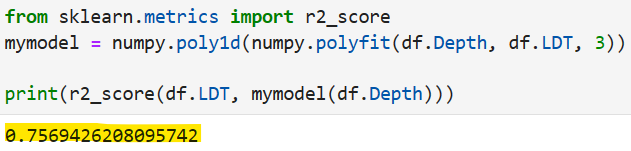 from sklearn.metrics import r2_score
mymodel = numpy.poly1d(numpy.polyfit(df.Depth, df.LDT, 3))
print(r2_score(df.LDT, mymodel(df.Depth)))
0.7569426208095742